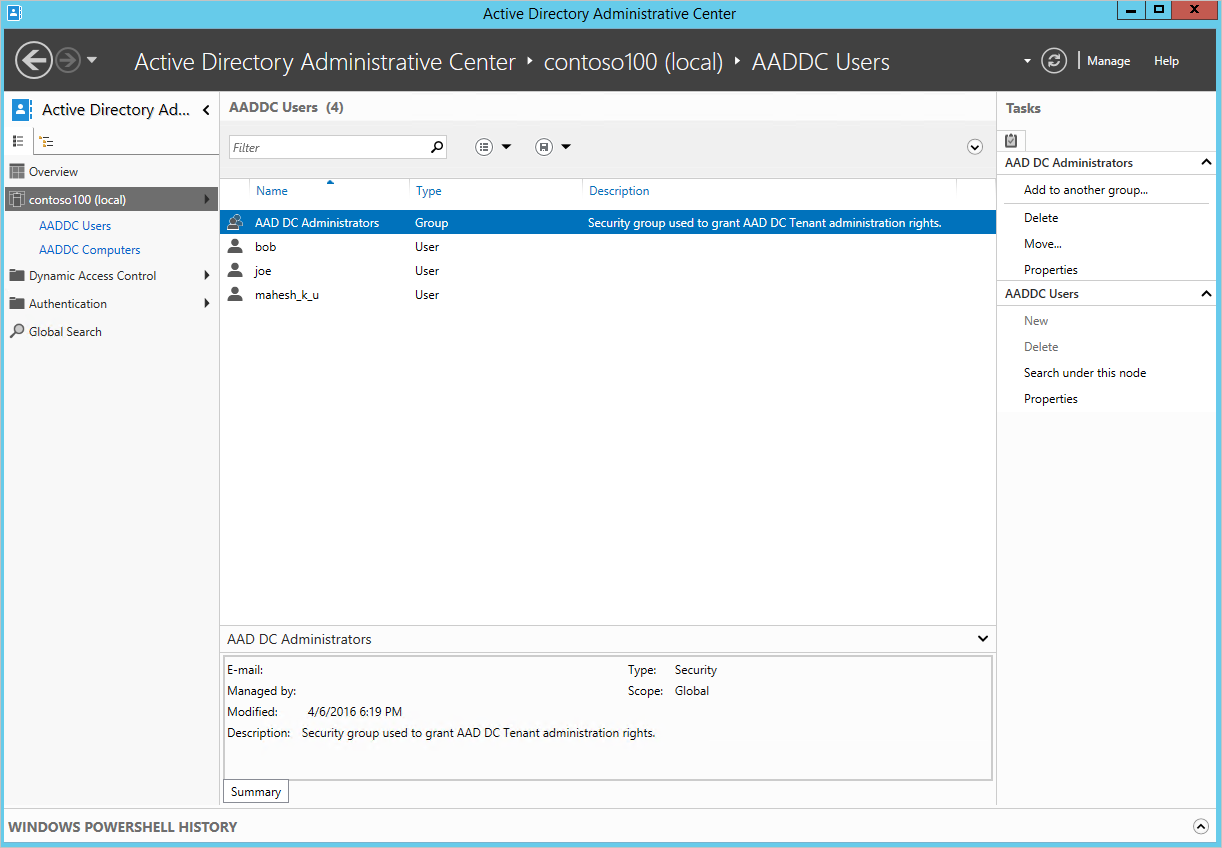 Active Directory Administrative Center
Active Directory Administrative Center • contoso100 (local) • AADDC Users
Manage Help
Active Directory Ad...
Overview
contoso100 (local)
AADDC Users
AADDC Computers
Dynamic Access Control
Authentication
Global Search
AADDC Users (4)
Filter
Name Type Description
AAD DC Administrators Group Security group used to grant AAD DC Tenant administration rights.
bob User
joe User
mahesh_k_u User
AAD DC Administrators
E-mail: Type: Security
Managed by: Scope: Global
Modified: 4/6/2016 6:19 PM
Description: Security group used to grant AAD DC Tenant administration rights.
Summary
Tasks
AAD DC Administrators
Add to another group...
Delete
Move...
Properties
AADDC Users
New
Delete
Search under this node
Properties
WINDOWS POWERSHELL HISTORY